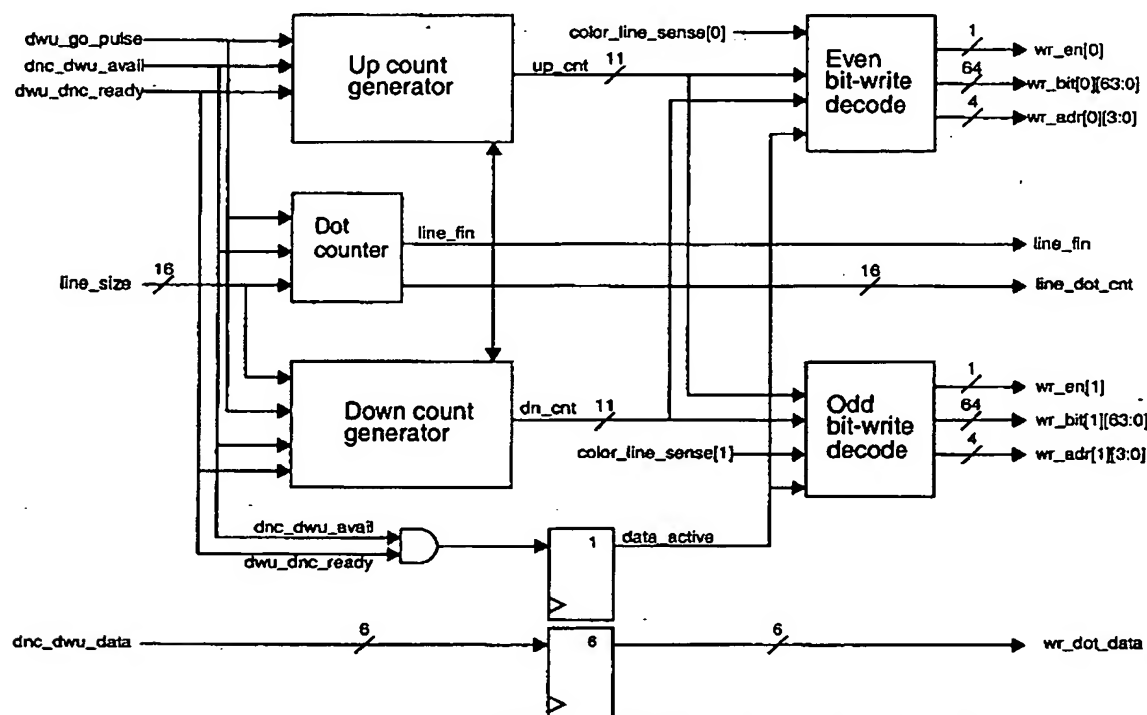 dwu_go_pulse
dnc_dwu_avail
dwu_dnc_ready
Up count
generator
up_cnt
11
color_line_sense[0]
Even
bit-write
decode
1
wr_en[0]
64
wr_bit[0][63:0]
4
wr_adr[0][3:0]
Dot
counter
line_fin
line_fin
line_size
16
16
line_dot_cnt
Down count
generator
dn_cnt
11
color_line_sense[1]
Odd
bit-write
decode
1
wr_en[1]
64
wr_bit[1][63:0]
4
wr_adr[1][3:0]
dnc_dwu_avail
dwu_dnc_ready
1
data_active
dnc_dwu_data
6
6
6
wr_dot_data